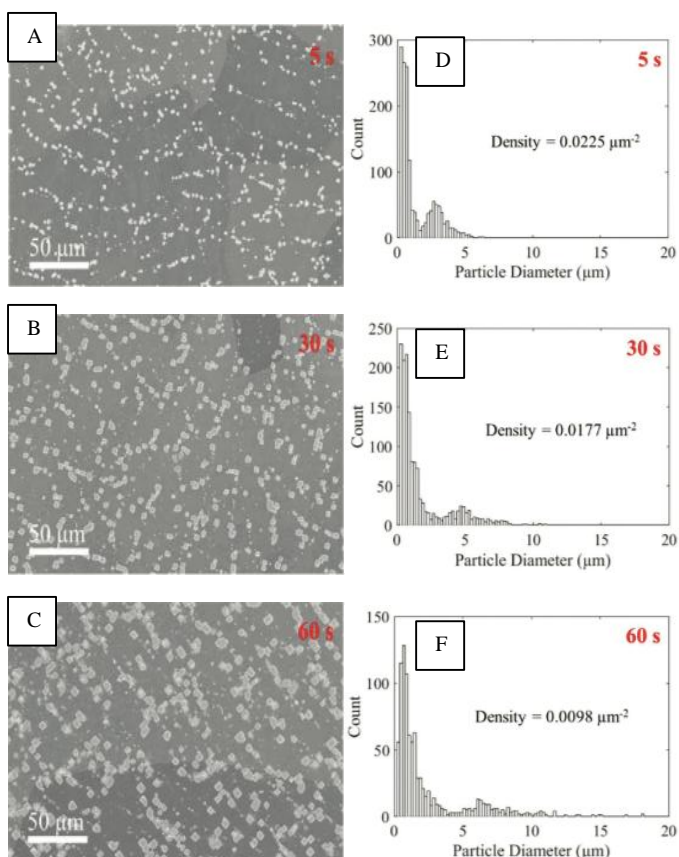 A
5 s
50 µm
D
5 s
300
200
100
0
Count
Density = 0.0225 µm-2
0 5 10 15 20
Particle Diameter (µm)
B
30 s
50 µm
E
30 s
250
200
150
100
50
0
Count
Density = 0.0177 µm-2
0 5 10 15 20
Particle Diameter (µm)
C
60 s
50 µm
F
60 s
150
100
50
0
Count
Density = 0.0098 µm-2
0 5 10 15 20
Particle Diameter (µm)